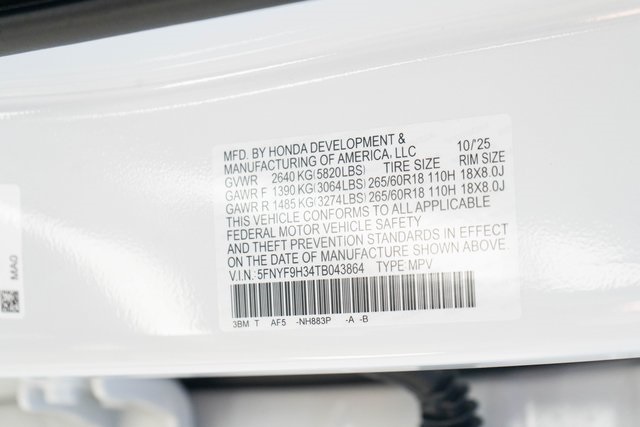 MFD. BY HONDA DEVELOPMENT &
MANUFACTURING OF AMERICA, LLC 10/'25
GVWR 2640 KG (5820LBS) TIRE SIZE RIM SIZE
GAWR F 1390 KG (3064LBS) 265/60R18 110H 18X8.0J
GAWR R 1485 KG (3274LBS) 265/60R18 110H 18X8.0J
THIS VEHICLE CONFORMS TO ALL APPLICABLE
FEDERAL MOTOR VEHICLE SAFETY
AND THEFT PREVENTION STANDARDS IN EFFECT
ON THE DATE OF MANUFACTURE SHOWN ABOVE
V.I.N.: 5FNYF9H34TB043864 TYPE MPV
3BM T AF5 -NH883P -A -B
MA0